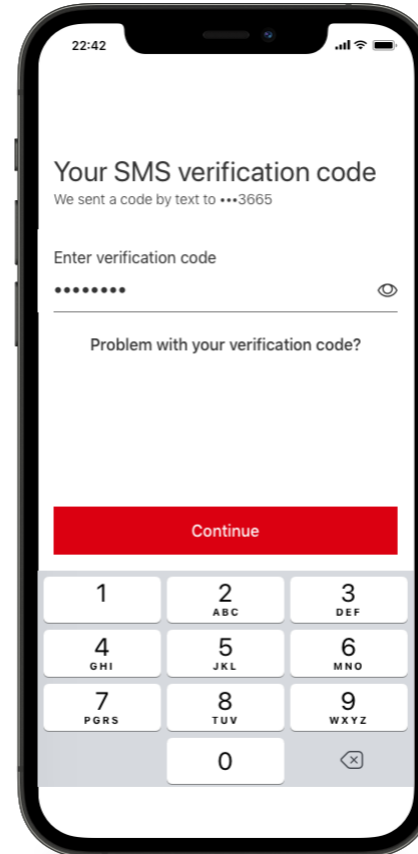 22:42
Your SMS verification code
We sent a code by text to •••3665
Enter verification code
••••••••
Problem with your verification code?
Continue
1
2
ABC
3
DEF
4
GHI
5
JKL
6
MNO
7
PGRS
8
TUV
9
WXYZ
0